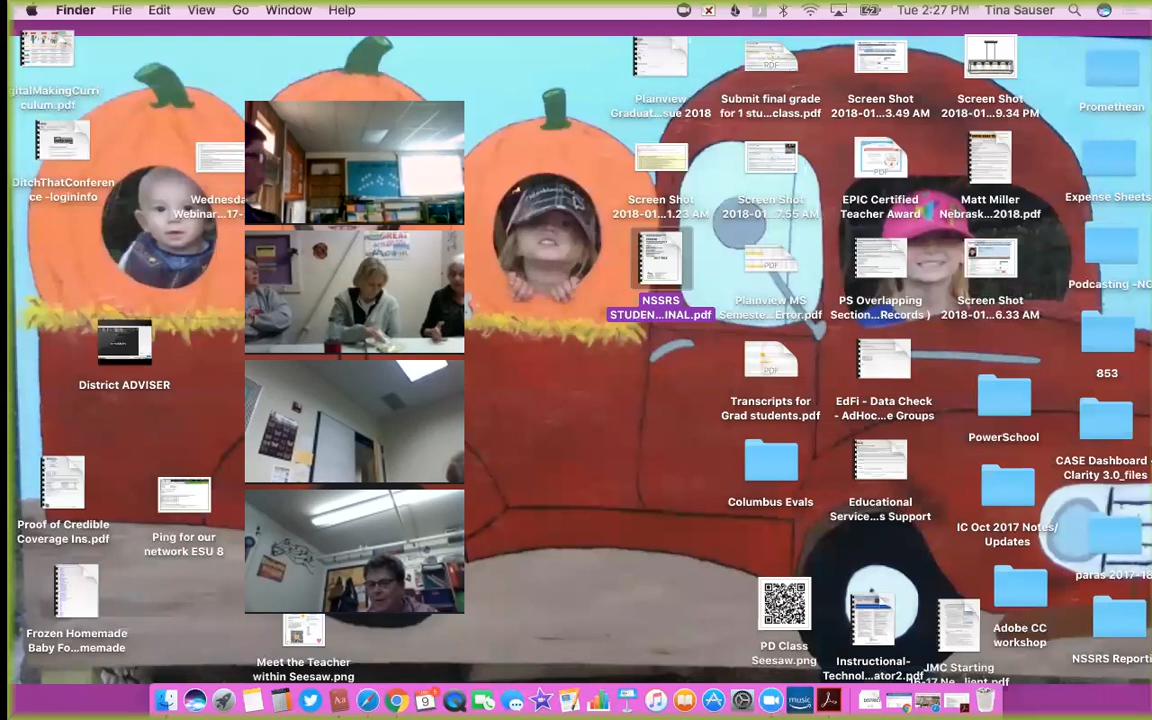 Finder File Edit View Go Window Help
Tue 2:27 PM Tina Sauser
gitalMakingCurri
culum.pdf
DitchThatConferen
ce -logininfo
Wednesda
Webinar...17-
District ADVISER
Proof of Credible
Coverage Ins.pdf
Ping for our
network ESU 8
Frozen Homemade
Baby Fo...memade
Meet the Teacher
within Seesaw.png
Plainview
Graduat...sue 2018
Submit final grade
for 1 stu...class.pdf
Screen Shot
2018-01...3.49 AM
Screen Shot
2018-01...9.34 PM
Promethean
Screen Shot
2018-01...1.23 AM
Screen Shot
2018-01...7.55 AM
EPIC Certified
Teacher Award
Matt Miller
Nebrask...2018.pdf
Expense Sheets
NSSRS
STUDEN...INAL.pdf
PDF
Plainview MS
Semeste...Error.pdf
PS Overlapping
Section...Records )
Screen Shot
2018-01...6.33 AM
Podcasting -NC
Transcripts for
Grad students.pdf
EdFi - Data Check
- AdHoc...e Groups
PowerSchool
853
Columbus Evals
Educational
Service...s Support
IC Oct 2017 Notes/
Updates
CASE Dashboard -
Clarity 3.0_files
paras 2017-18
PD Class
Seesaw.png
Instructional-
Technol...ator2.pdf
JMC Starting
Adobe CC
workshop
NSSRS Reporti
music
9